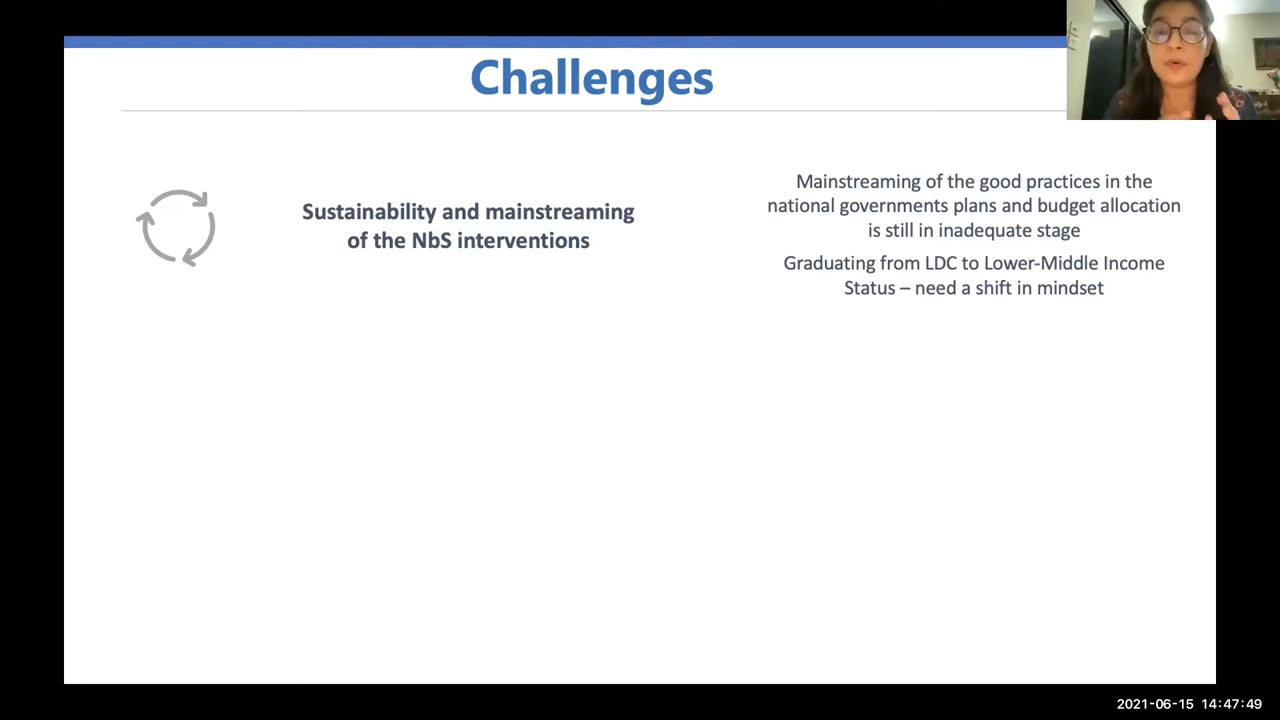 Challenges
Sustainability and mainstreaming
of the NbS interventions
Mainstreaming of the good practices in the
national governments plans and budget allocation
is still in inadequate stage
Graduating from LDC to Lower-Middle Income
Status – need a shift in mindset
2021-06-15 14:47:49